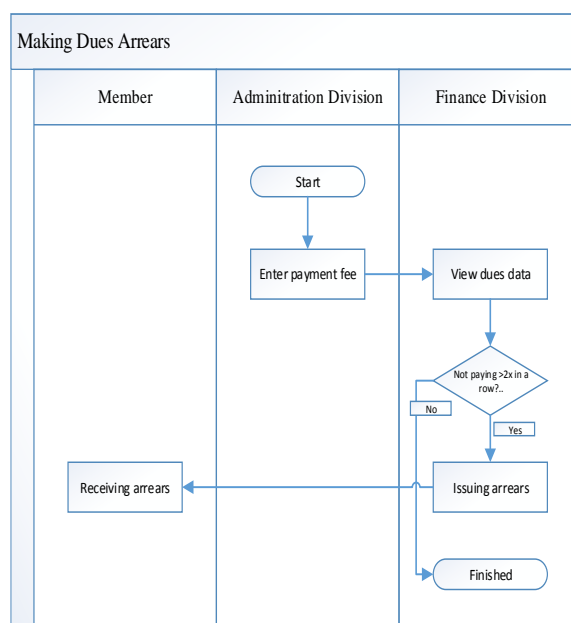 Making Dues Arrears
Member
Adminitration Division
Finance Division
Start
Enter payment fee
View dues data
Not paying >2x in a
row?..
No
Yes
Receiving arrears
Issuing arrears
Finished